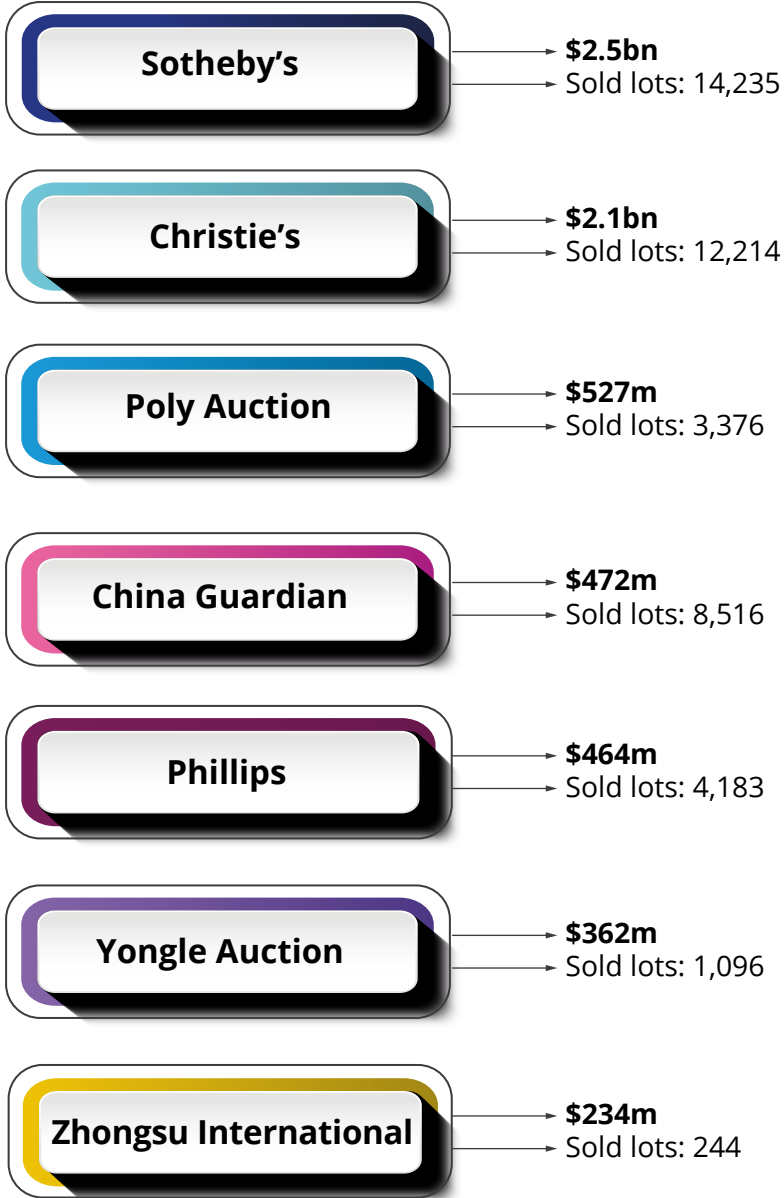 Sotheby’s
$2.5bn
Sold lots: 14,235
Christie’s
$2.1bn
Sold lots: 12,214
Poly Auction
$527m
Sold lots: 3,376
China Guardian
$472m
Sold lots: 8,516
Phillips
$464m
Sold lots: 4,183
Yongle Auction
$362m
Sold lots: 1,096
Zhongsu International
$234m
Sold lots: 244